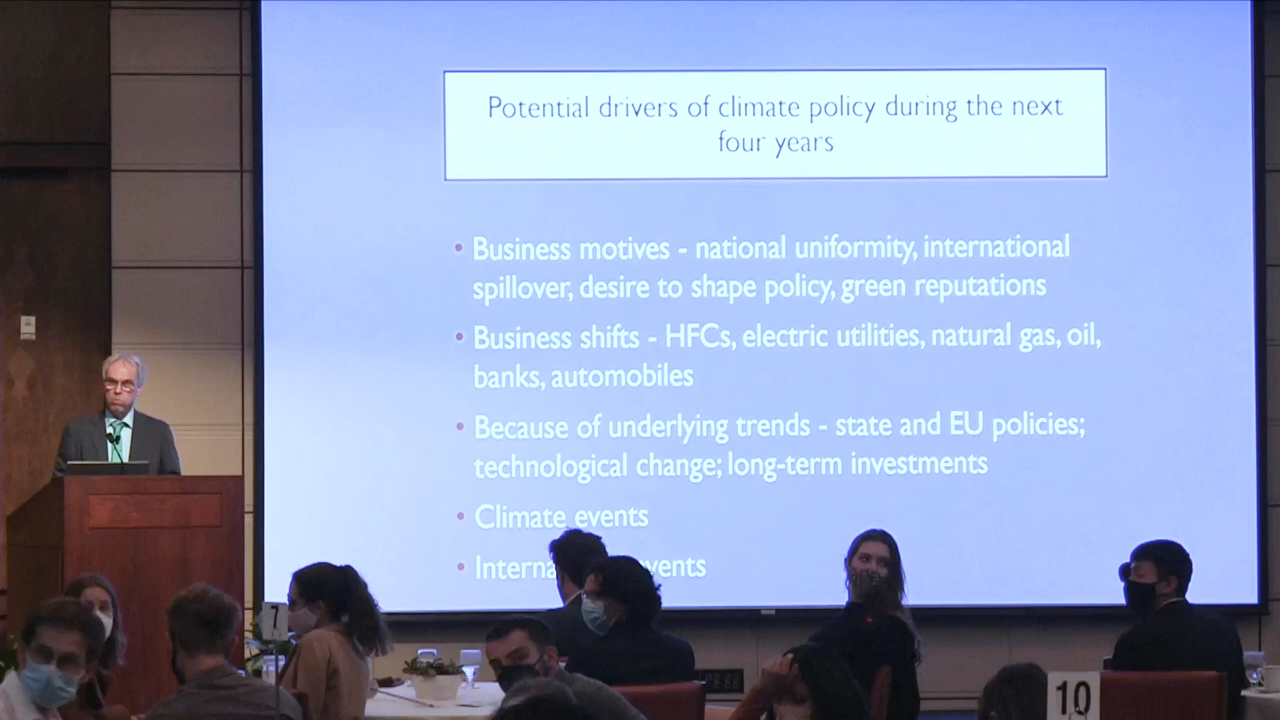 Potential drivers of climate policy during the next
four years
• Business motives - national uniformity, international
spillover, desire to shape policy, green reputations
• Business shifts - HFCs, electric utilities, natural gas, oil,
banks, automobiles
• Because of underlying trends - state and EU policies;
technological change; long-term investments
• Climate events
•
7
10